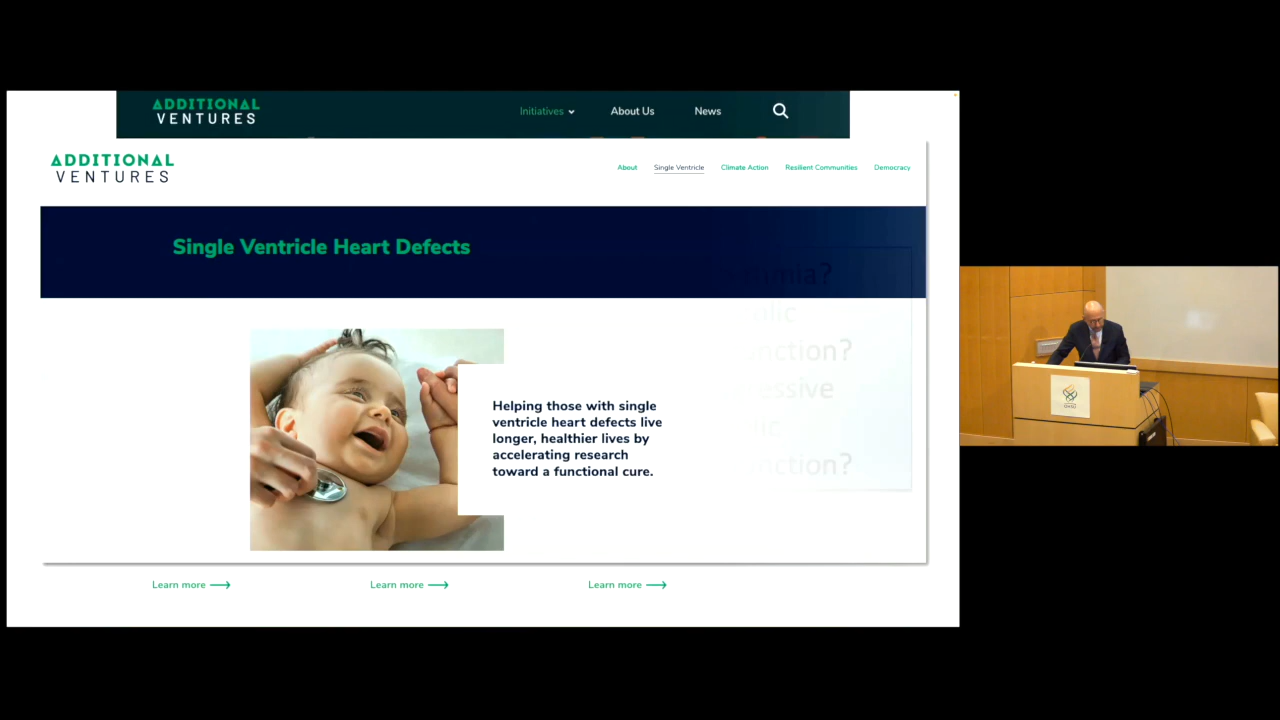 ADDITIONAL
VENTURES
Initiatives
About Us
News
ADDITIONAL
VENTURES
About
Single Ventricle
Climate Action
Resilient Communities
Democracy
Single Ventricle Heart Defects
Helping those with single
ventricle heart defects live
longer, healthier lives by
accelerating research
toward a functional cure.
Learn more
Learn more
Learn more